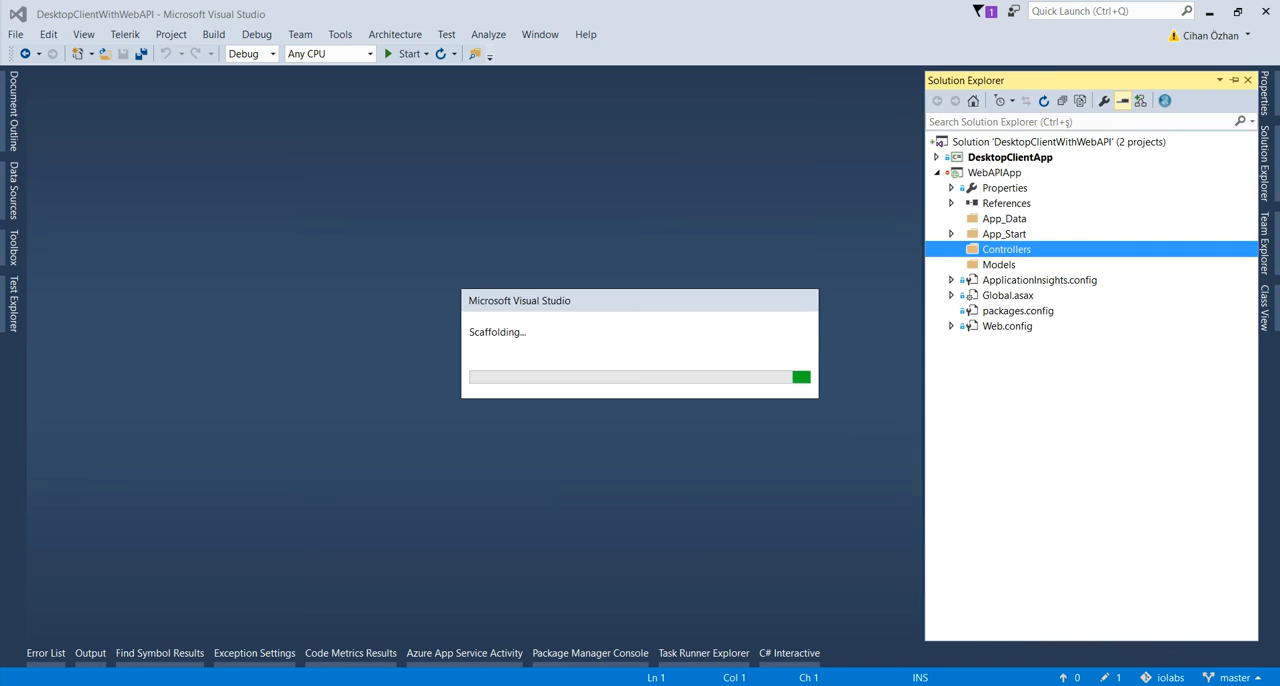 DesktopClientWithWebAPI - Microsoft Visual Studio
1
Quick Launch (Ctrl+Q)
File Edit View Telerik Project Build Debug Team Tools Architecture Test Analyze Window Help
Cihan Özhan
Debug Any CPU Start
Document Outline
Data Sources
Toolbox
Test Explorer
Microsoft Visual Studio
Scaffolding...
Solution Explorer
Search Solution Explorer (Ctrl+ş)
Solution 'DesktopClientWithWebAPI' (2 projects)
DesktopClientApp
WebAPIApp
Properties
References
App_Data
App_Start
Controllers
Models
ApplicationInsights.config
Global.asax
packages.config
Web.config
Properties
Solution Explorer
Team Explorer
Class View
Error List Output Find Symbol Results Exception Settings Code Metrics Results Azure App Service Activity Package Manager Console Task Runner Explorer C# Interactive
Ln 1 Col 1 Ch 1 INS 0 1 iolabs master